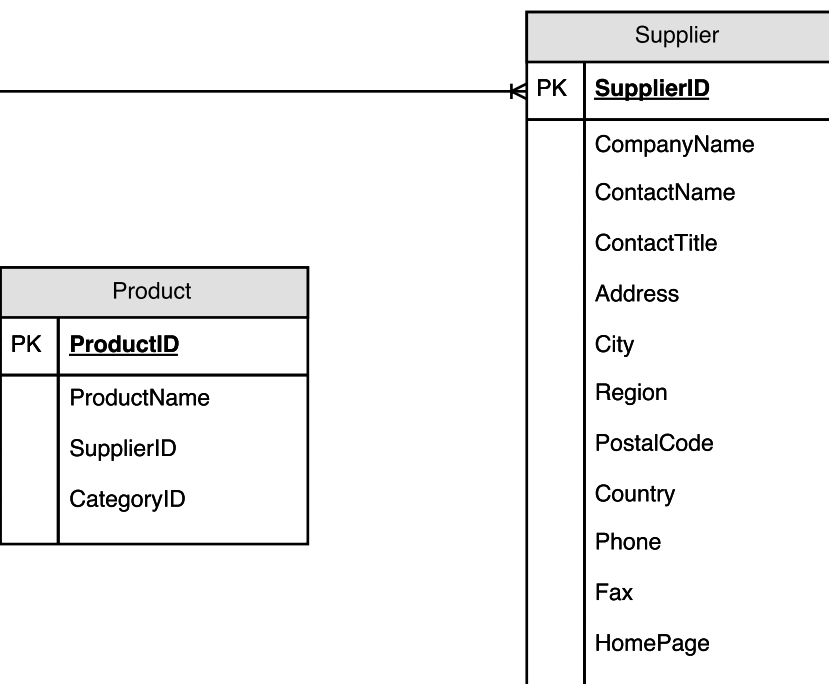 Supplier
PK SupplierID
CompanyName
ContactName
ContactTitle
Address
City
Region
PostalCode
Country
Phone
Fax
HomePage
Product
PK ProductID
ProductName
SupplierID
CategoryID